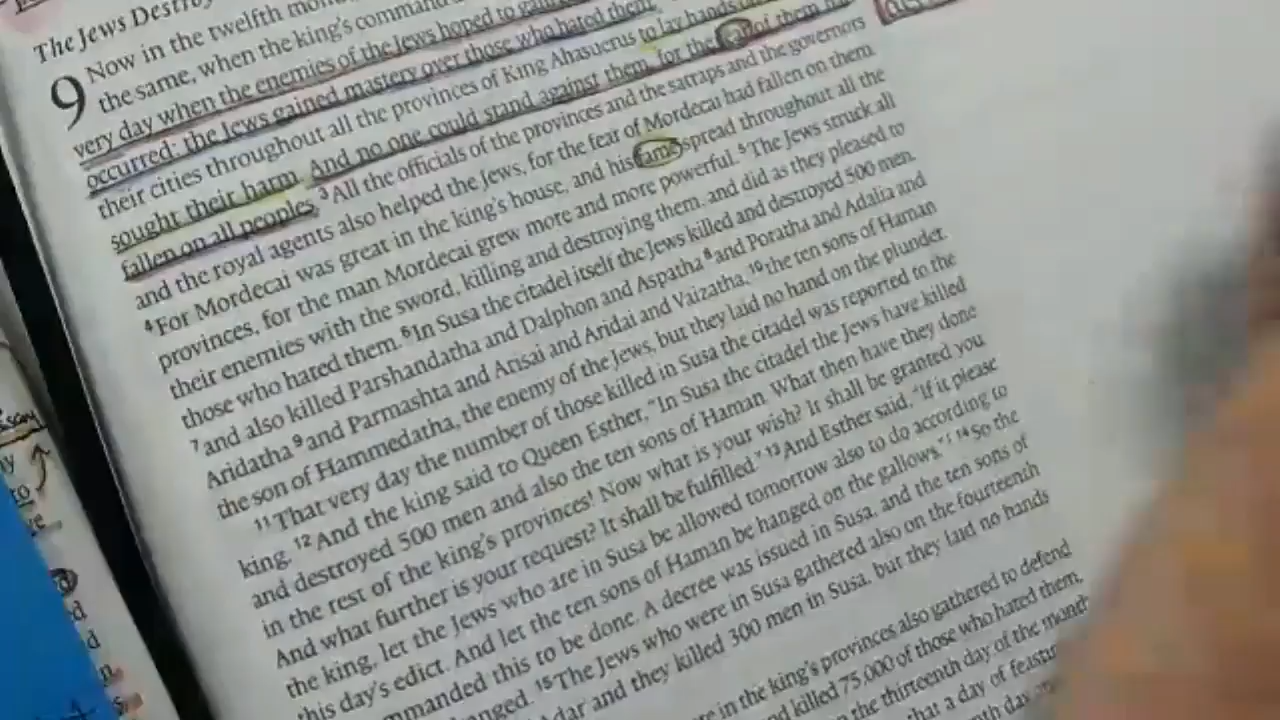 The Jews Destroy
9 Now in the twelfth mon
the same, when the king's command
very day when the enemies of the Jews hoped to gain
occurred: the Jews gained mastery over those who hated them.
their cities throughout all the provinces of King Ahasuerus to lay hands on
sought their harm. And no one could stand against them, for the fear of them
fallen on all peoples. 3 All the officials of the provinces and the satraps and the governors
and the royal agents also helped the Jews, for the fear of Mordecai had fallen on them.
4 For Mordecai was great in the king's house, and his fame spread throughout all the
provinces, for the man Mordecai grew more and more powerful. 5 The Jews struck all
their enemies with the sword, killing and destroying them, and did as they pleased to
those who hated them. 6 In Susa the citadel itself the Jews killed and destroyed 500 men,
7 and also killed Parshandatha and Dalphon and Aspatha 8 and Poratha and Adalia and
Aridatha 9 and Parmashta and Arisai and Aridai and Vaizatha, 10 the ten sons of Haman
the son of Hammedatha, the enemy of the Jews, but they laid no hand on the plunder.
11 That very day the number of those killed in Susa the citadel was reported to the
king. 12 And the king said to Queen Esther, "In Susa the citadel the Jews have killed
and destroyed 500 men and also the ten sons of Haman. What then have they done
in the rest of the king's provinces! Now what is your wish? It shall be granted you.
And what further is your request? It shall be fulfilled." 13 And Esther said, "If it please
the king, let the Jews who are in Susa be allowed tomorrow also to do according to
this day's edict. And let the ten sons of Haman be hanged on the gallows." 14 So the
mmanded this to be done. A decree was issued in Susa, and the ten sons of
anged. 15 The Jews who were in Susa gathered also on the fourteenth
dar and they killed 300 men in Susa, but they laid no hands
re in the king's provinces also gathered to defend
d killed 75,000 of those who hated them,
n the thirteenth day of the month
that a day of feastin